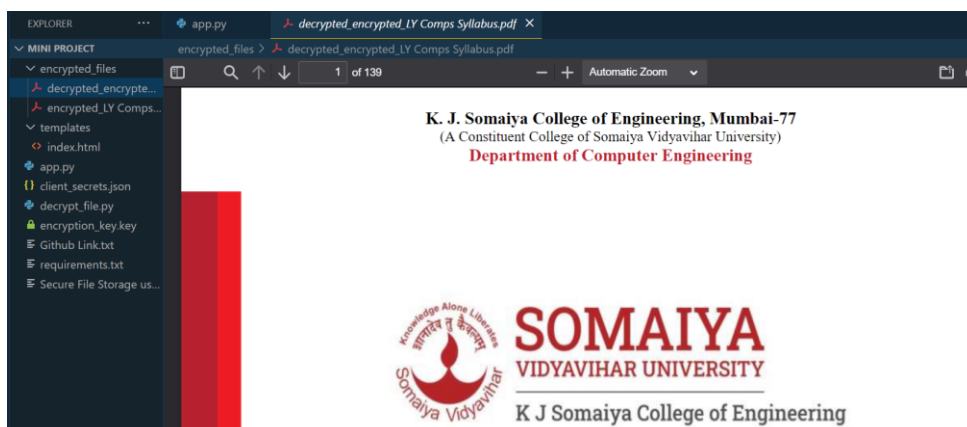 EXPLORER ...
MINI PROJECT
encrypted_files
decrypted_encrypte...
encrypted_LY Comps...
templates
index.html
app.py
client_secrets.json
decrypt_file.py
encryption_key.key
Github Link.txt
requirements.txt
Secure File Storage us...
app.py
decrypted_encrypted_LY Comps Syllabus.pdf
encrypted_files > decrypted_encrypted_LY Comps Syllabus.pdf
1 of 139
Automatic Zoom
K. J. Somaiya College of Engineering, Mumbai-77
(A Constituent College of Somaiya Vidyavihar University)
Department of Computer Engineering
Knowledge Alone Liberates
न ज्ञानादेव तु कैवल्यम्
Somaiya Vidyavihar
SOMAIYA
VIDYAVIHAR UNIVERSITY
K J Somaiya College of Engineering